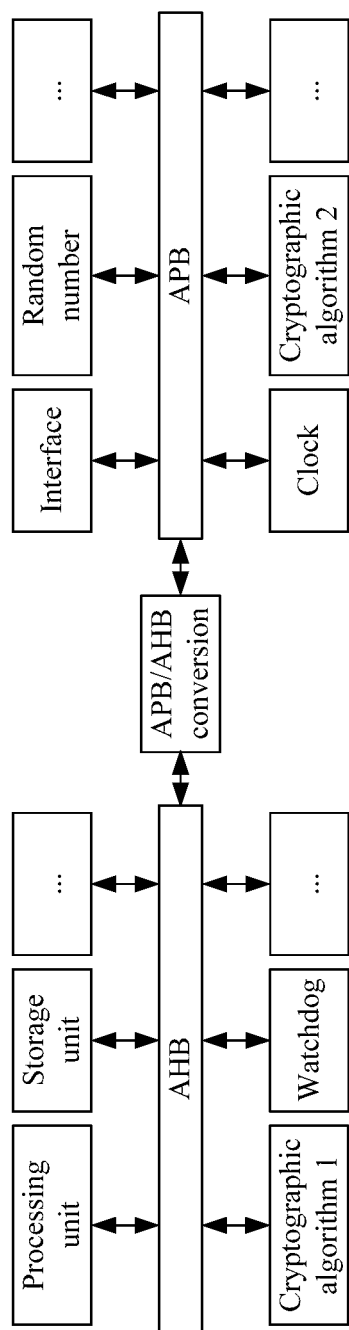 Processing
unit
Storage
unit
...
Interface
Random
number
...
AHB
APB/AHB
conversion
APB
Cryptographic
algorithm 1
Watchdog
...
Clock
Cryptographic
algorithm 2
...